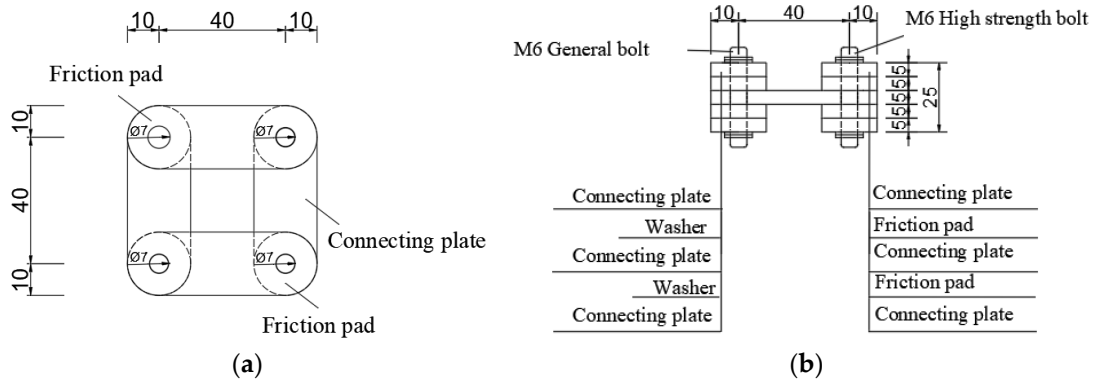 10 40 10
Friction pad
10
40
10
Ø7 Ø7
Ø7 Ø7
Connecting plate
Friction pad
(a)
10 40 10
M6 General bolt
M6 High strength bolt
5
5
5
5
5
25
Connecting plate
Washer
Connecting plate
Washer
Connecting plate
Connecting plate
Friction pad
Connecting plate
Friction pad
Connecting plate
(b)